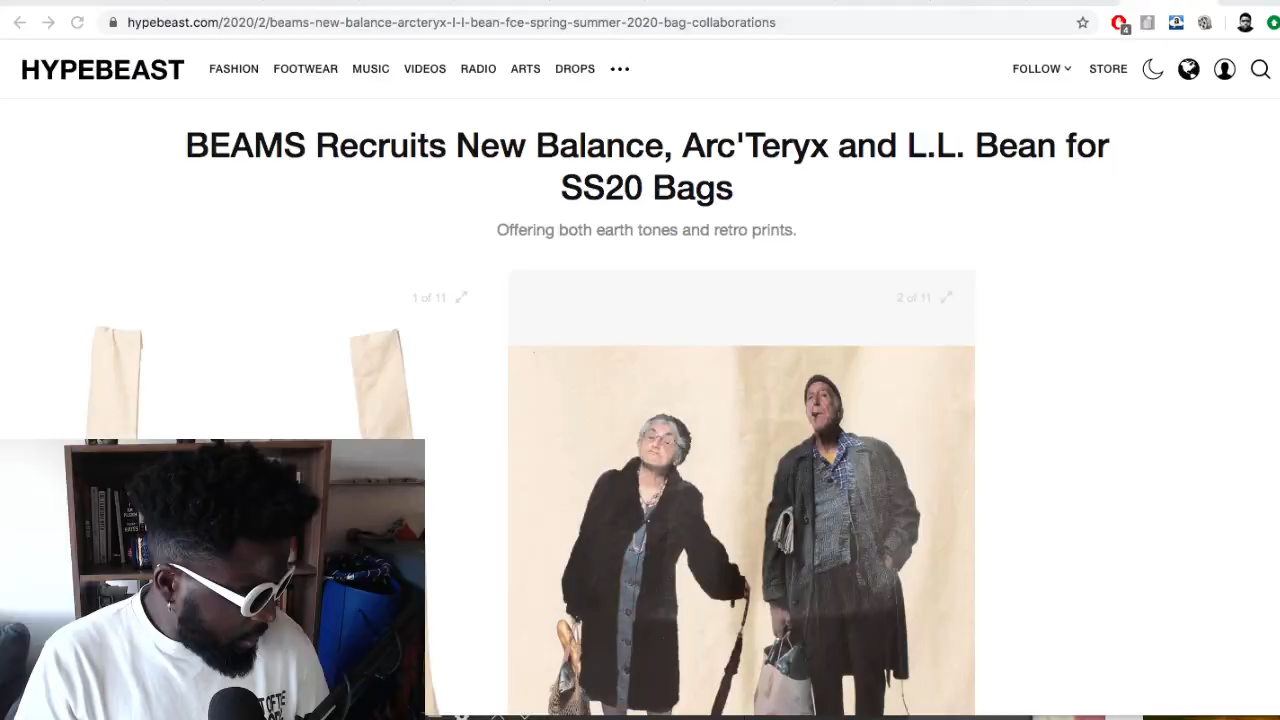 hypebeast.com/2020/2/beams-new-balance-arcteryx-l-l-bean-fce-spring-summer-2020-bag-collaborations
4
HYPEBEAST FASHION FOOTWEAR MUSIC VIDEOS RADIO ARTS DROPS ••• FOLLOW STORE
BEAMS Recruits New Balance, Arc'Teryx and L.L. Bean for
SS20 Bags
Offering both earth tones and retro prints.
1 of 11
2 of 11